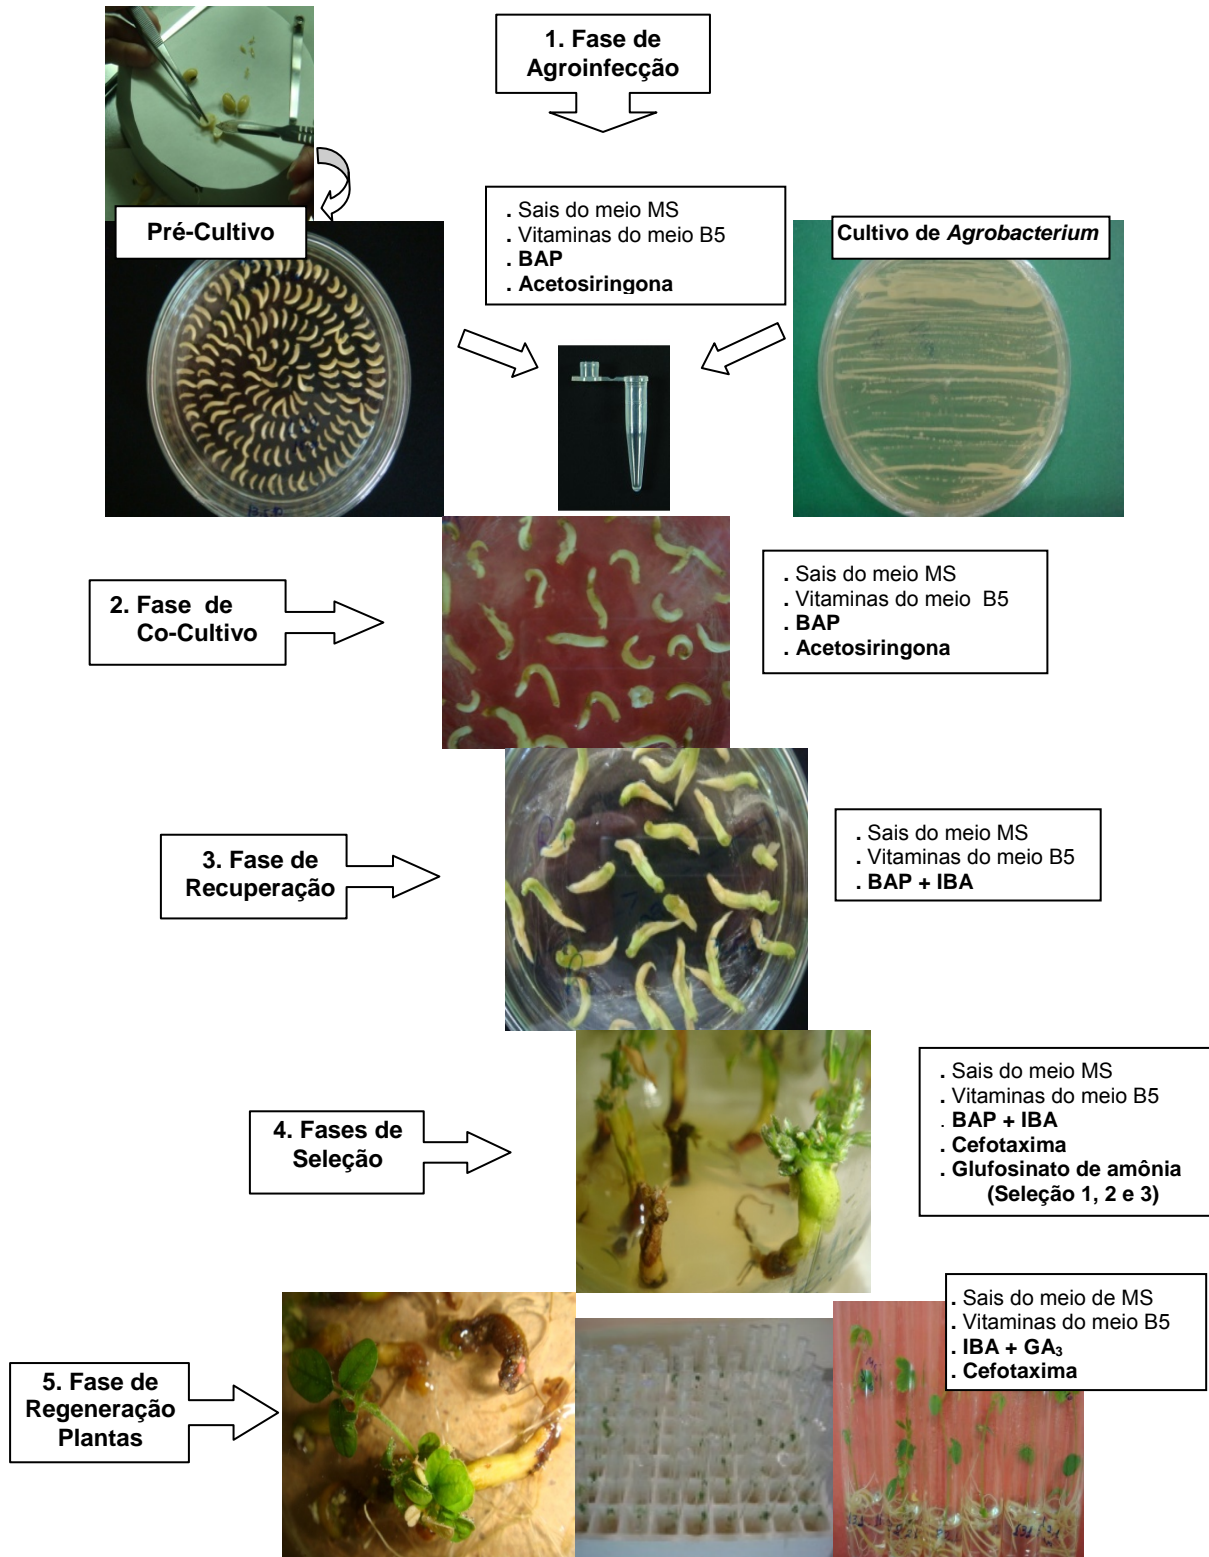 1. Fase de
Agroinfecção
Pré-Cultivo
. Sais do meio MS
. Vitaminas do meio B5
. BAP
. Acetosiringona
Cultivo de Agrobacterium
2. Fase de
Co-Cultivo
. Sais do meio MS
. Vitaminas do meio B5
. BAP
. Acetosiringona
3. Fase de
Recuperação
. Sais do meio MS
. Vitaminas do meio B5
. BAP + IBA
4. Fases de
Seleção
. Sais do meio MS
. Vitaminas do meio B5
. BAP + IBA
. Cefotaxima
. Glufosinato de amônia
(Seleção 1, 2 e 3)
5. Fase de
Regeneração
Plantas
. Sais do meio de MS
. Vitaminas do meio B5
. IBA + GA₃
. Cefotaxima